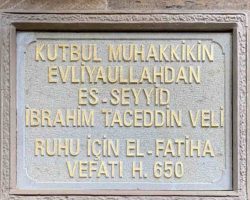 KUTBUL MUHAKKİKİN
EVLİYAULLAHDAN
ES-SEYYİD
İBRAHİM TACEDDİN VELİ
RUHU İÇİN EL-FATİHA
VEFATI H. 650